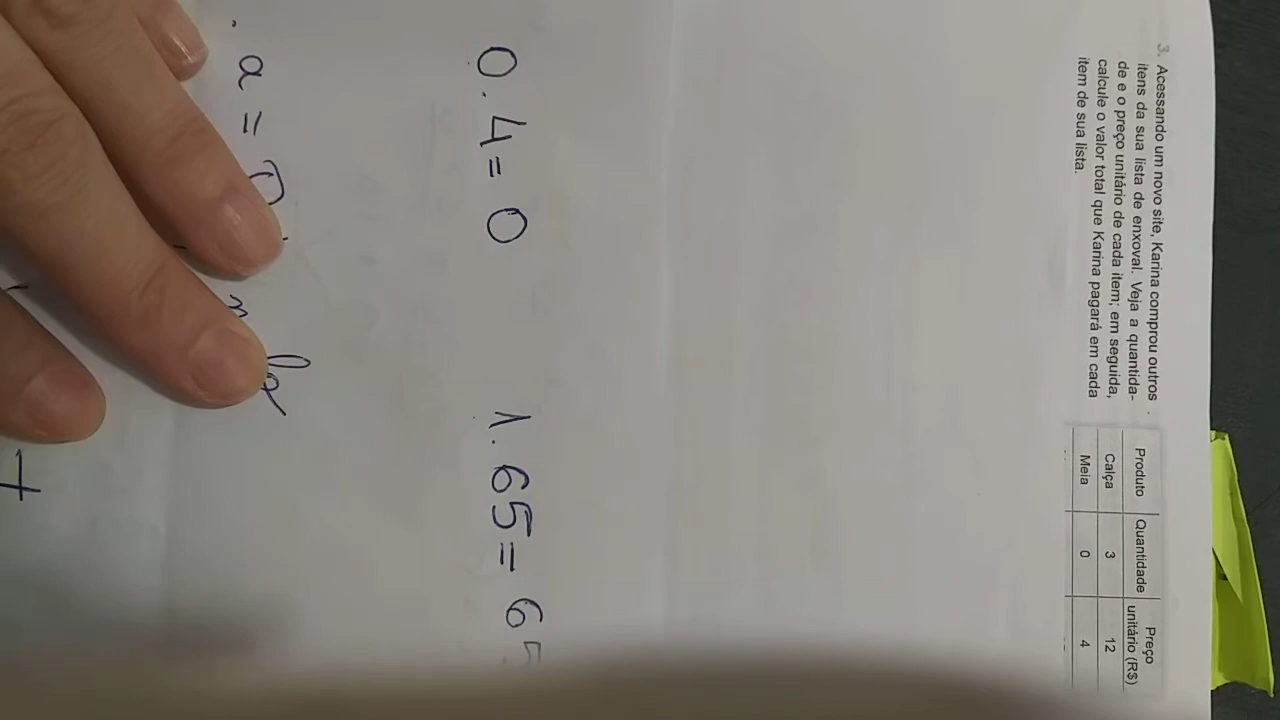 3. Acessando um novo site, Karina comprou outros
itens da sua lista de enxoval. Veja a quantida-
de e o preço unitário de cada item; em seguida,
calcule o valor total que Karina pagará em cada
item de sua lista.
Produto Quantidade Preço unitário (R$)
Calça 3 12
Meia 0 4
0.4=0 1.65=65
.a=